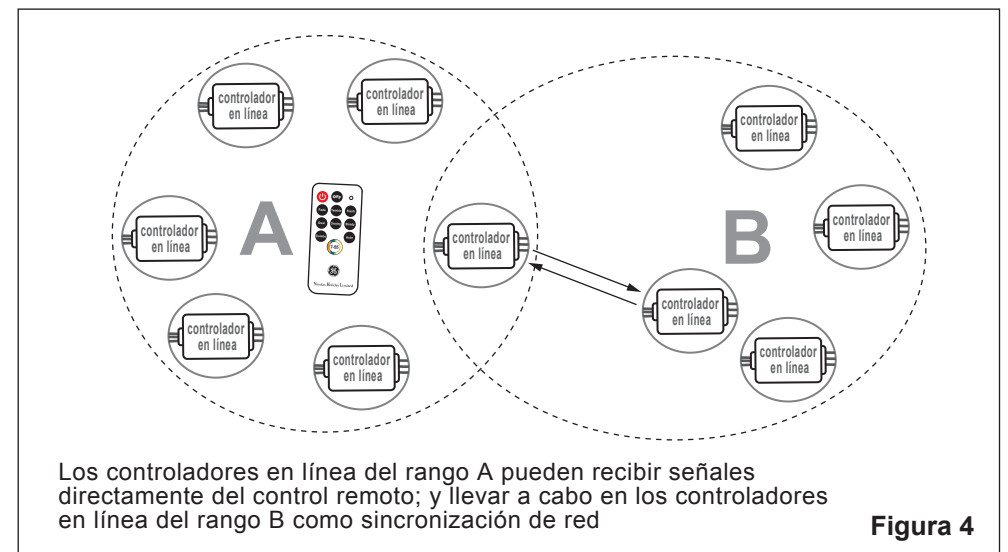 controlador
en línea
controlador
en línea
controlador
en línea
controlador
en línea
controlador
en línea
A
controlador
en línea
B
controlador
en línea
controlador
en línea
controlador
en línea
controlador
en línea
Los controladores en línea del rango A pueden recibir señales
directamente del control remoto; y llevar a cabo en los controladores
en línea del rango B como sincronización de red
Figura 4